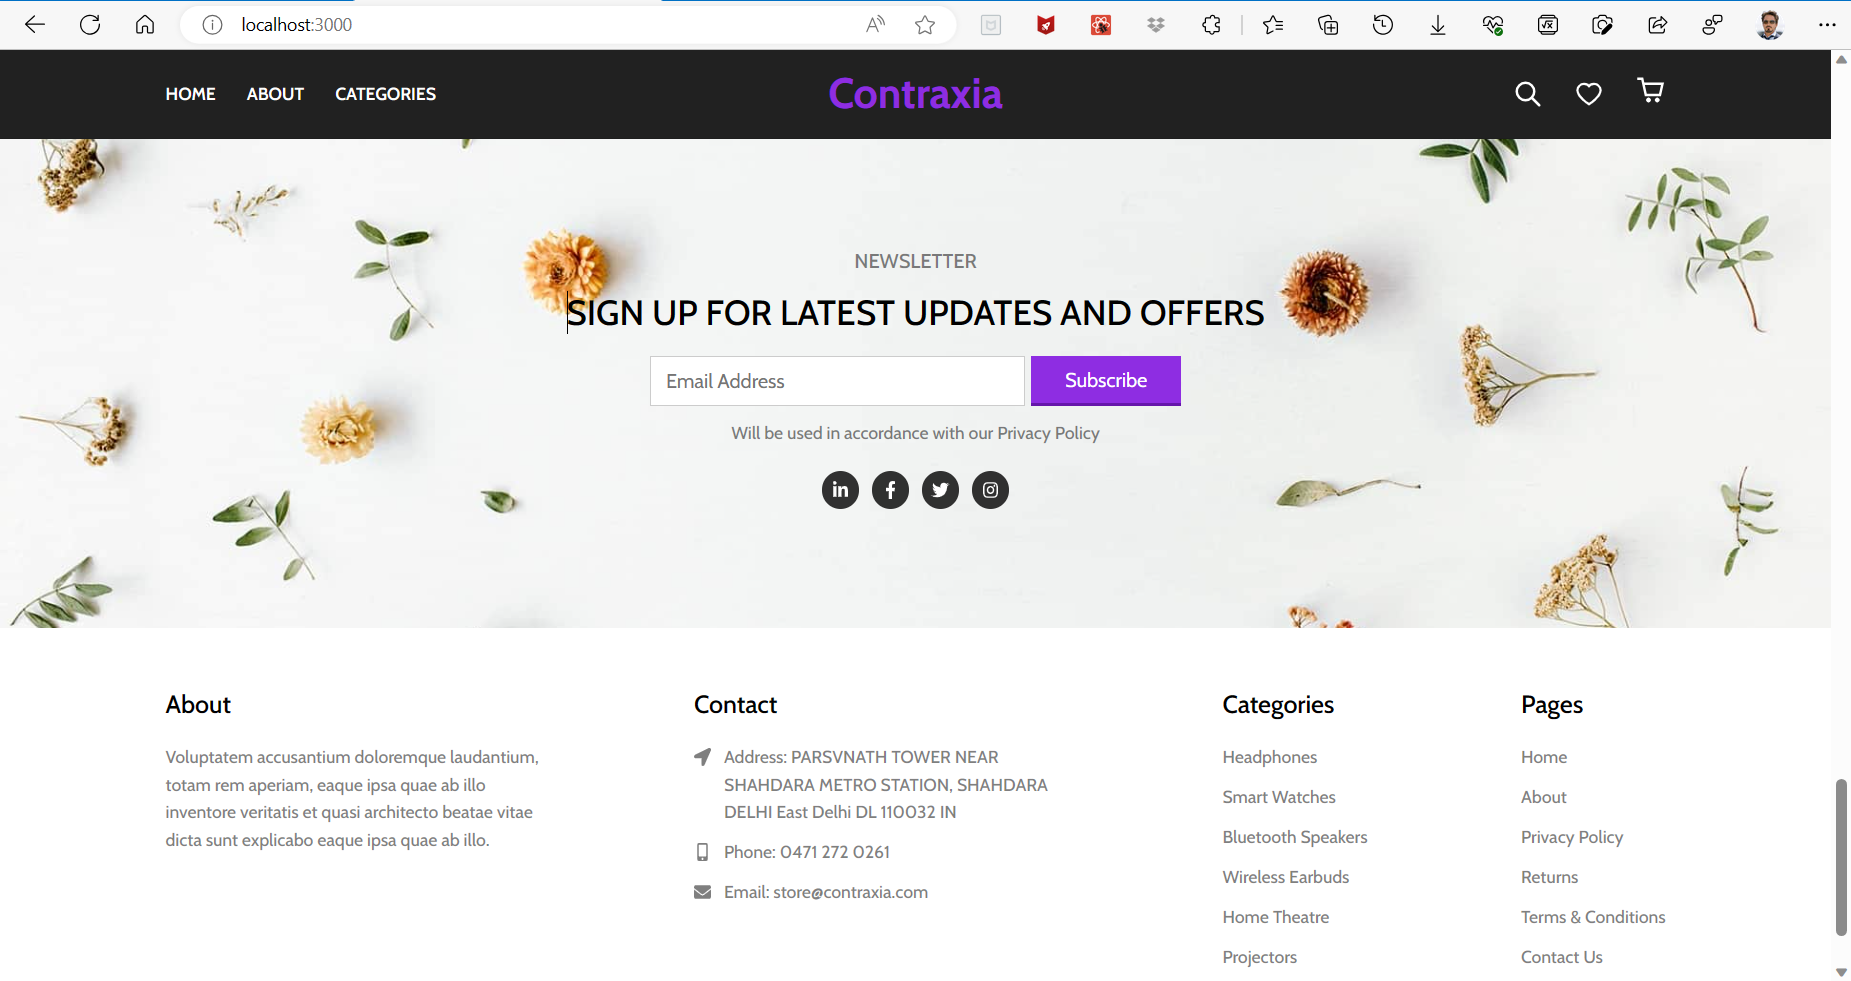 localhost:3000
HOME ABOUT CATEGORIES Contraxia
NEWSLETTER
SIGN UP FOR LATEST UPDATES AND OFFERS
Email Address Subscribe
Will be used in accordance with our Privacy Policy
About
Voluptatem accusantium doloremque laudantium,
totam rem aperiam, eaque ipsa quae ab illo
inventore veritatis et quasi architecto beatae vitae
dicta sunt explicabo eaque ipsa quae ab illo.
Contact
Address: PARSVNATH TOWER NEAR
SHAHDARA METRO STATION, SHAHDARA
DELHI East Delhi DL 110032 IN
Phone: 0471 272 0261
Email: store@contraxia.com
Categories
Headphones
Smart Watches
Bluetooth Speakers
Wireless Earbuds
Home Theatre
Projectors
Pages
Home
About
Privacy Policy
Returns
Terms & Conditions
Contact Us